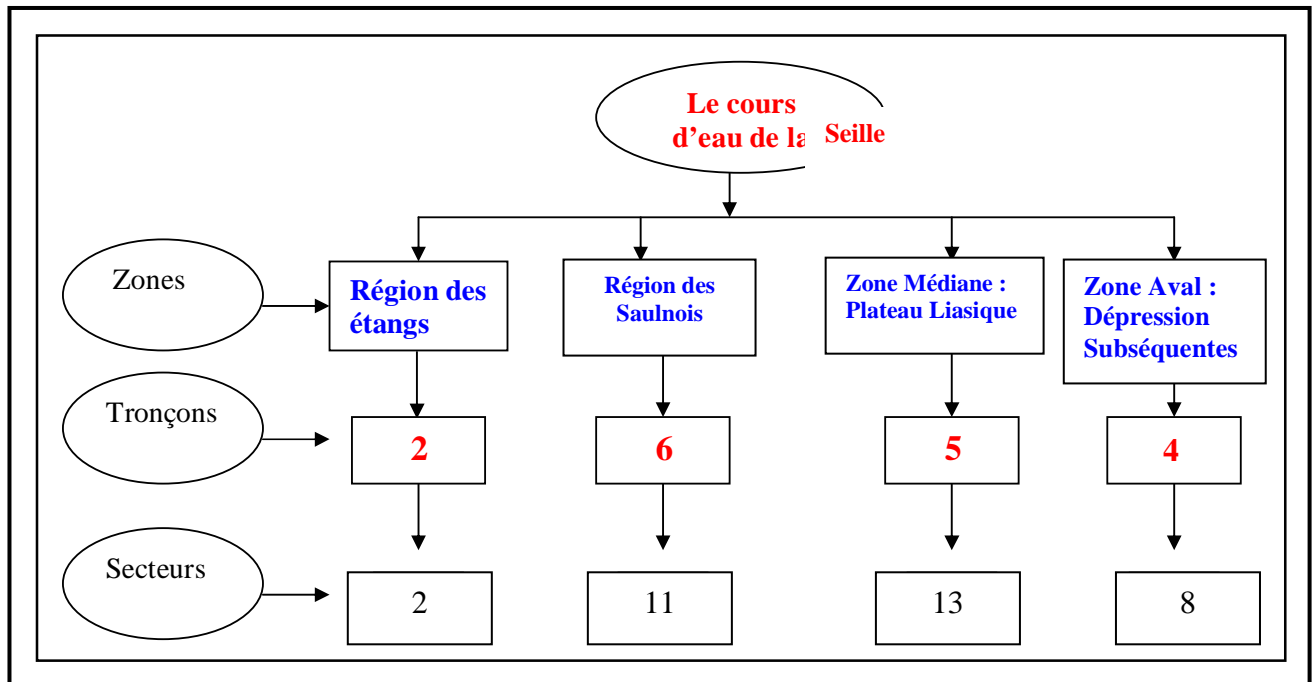 Le cours
d’eau de la Seille
Zones
Région des
étangs
Région des
Saulnois
Zone Médiane :
Plateau Liasique
Zone Aval :
Dépression
Subséquentes
Tronçons
2
6
5
4
Secteurs
2
11
13
8